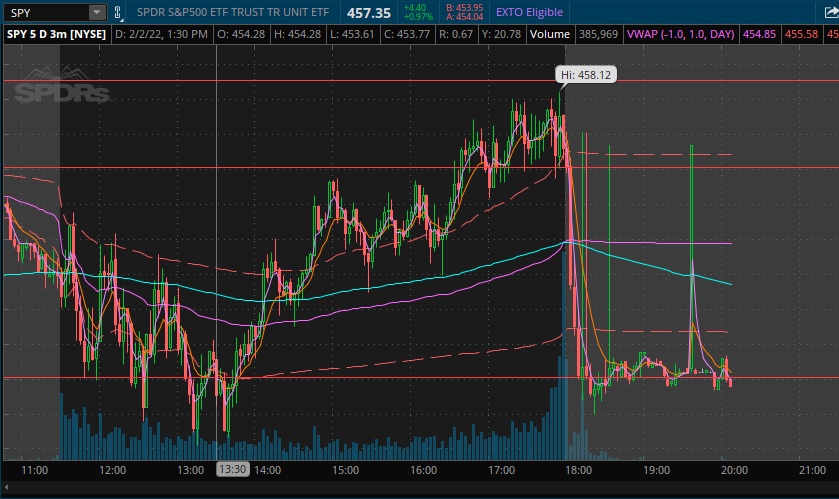 SPY SPDR S&P500 ETF TRUST TR UNIT ETF 457.35 +4.40 +0.97% B: 453.95 A: 454.04 EXTO Eligible
SPY 5 D 3m [NYSE] D: 2/2/22, 1:30 PM O: 454.28 H: 454.28 L: 453.61 C: 453.77 R: 0.67 Y: 20.78 Volume 385,969 VWAP (-1.0, 1.0, DAY) 454.85 455.58 45
Hi: 458.12
SPDRs
11:00 12:00 13:00 13:30 14:00 15:00 16:00 17:00 18:00 19:00 20:00 21:00